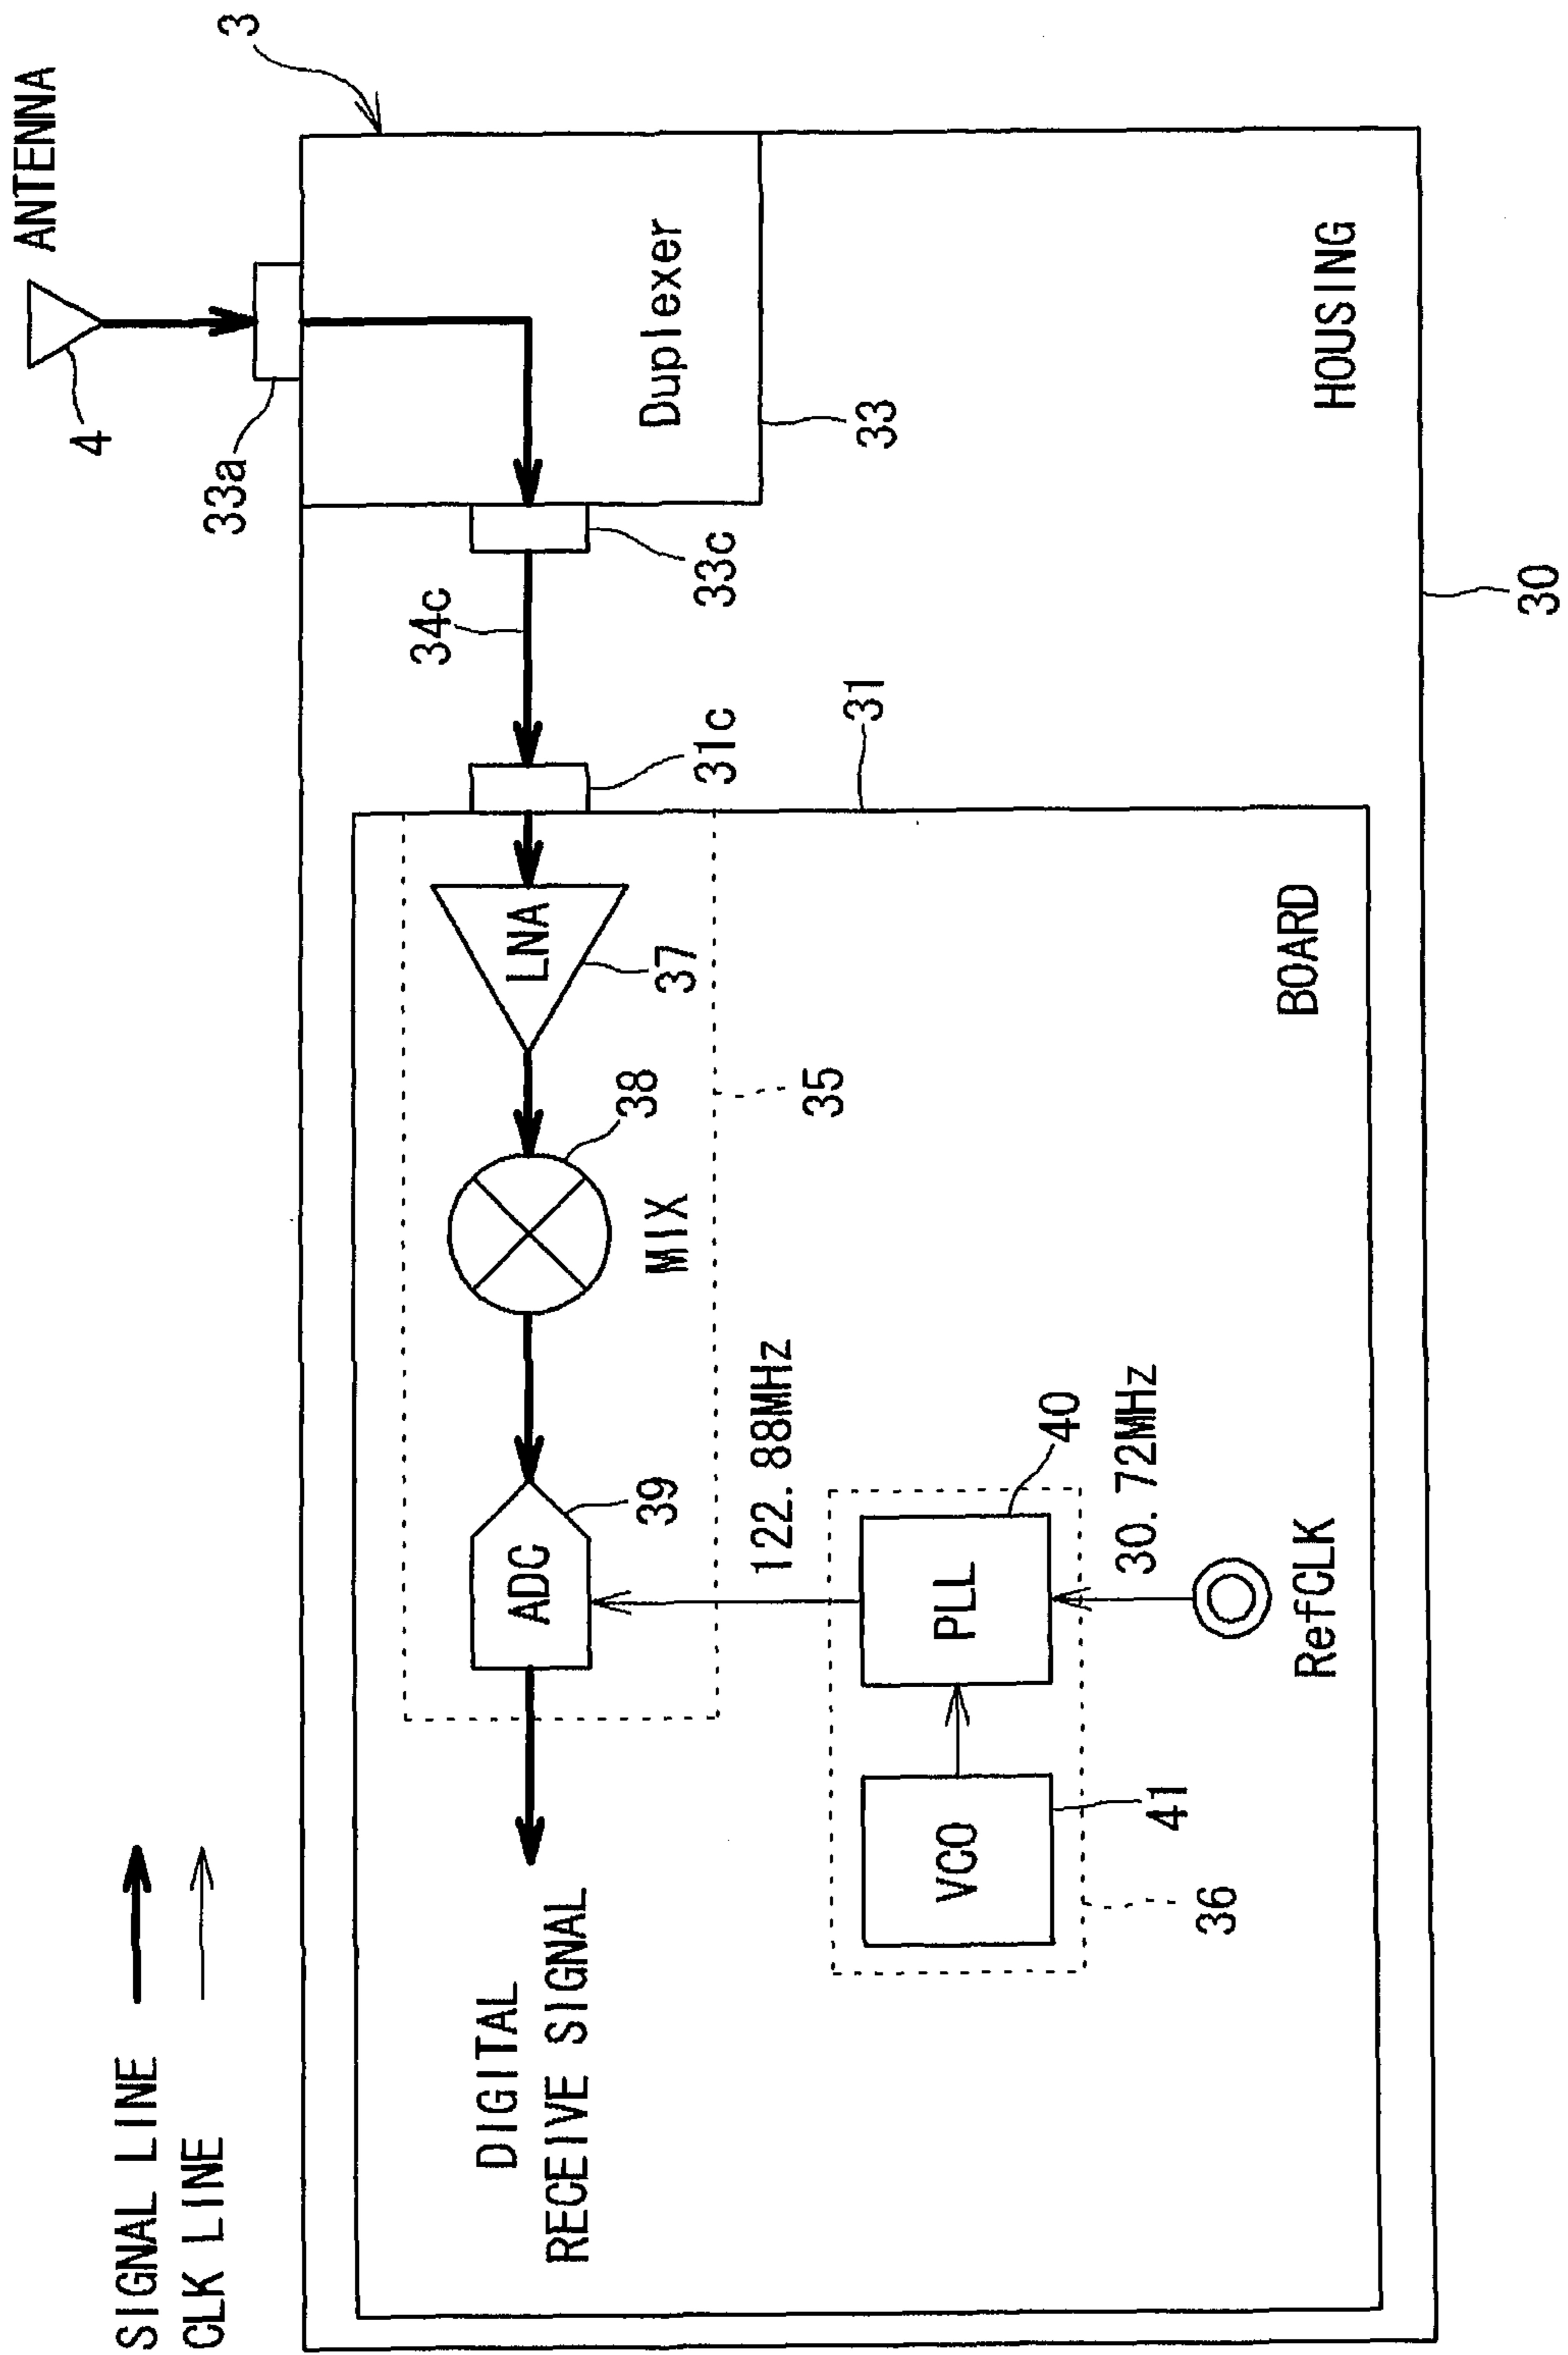 SIGNAL LINE
CLK LINE
ANTENNA
4
3
33a
Duplexer
33
33c
34c
31c
31
HOUSING
30
LNA
37
38
MIX
35
39
ADC
DIGITAL
RECEIVE SIGNAL
122. 88MHz
40
PLL
30. 72MHz
RefCLK
VCO
41
36
BOARD